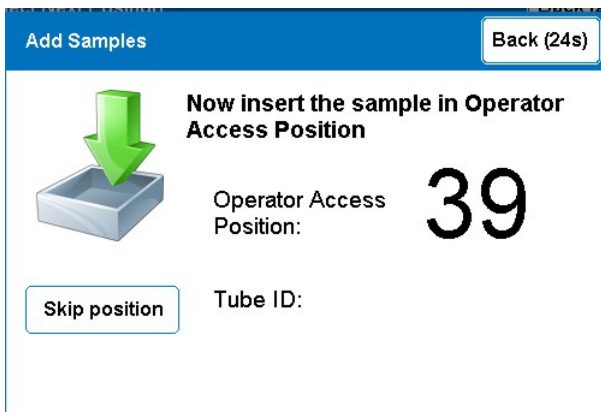 Add Samples
Back (24s)
Now insert the sample in Operator
Access Position
Operator Access
Position:
39
Skip position
Tube ID: